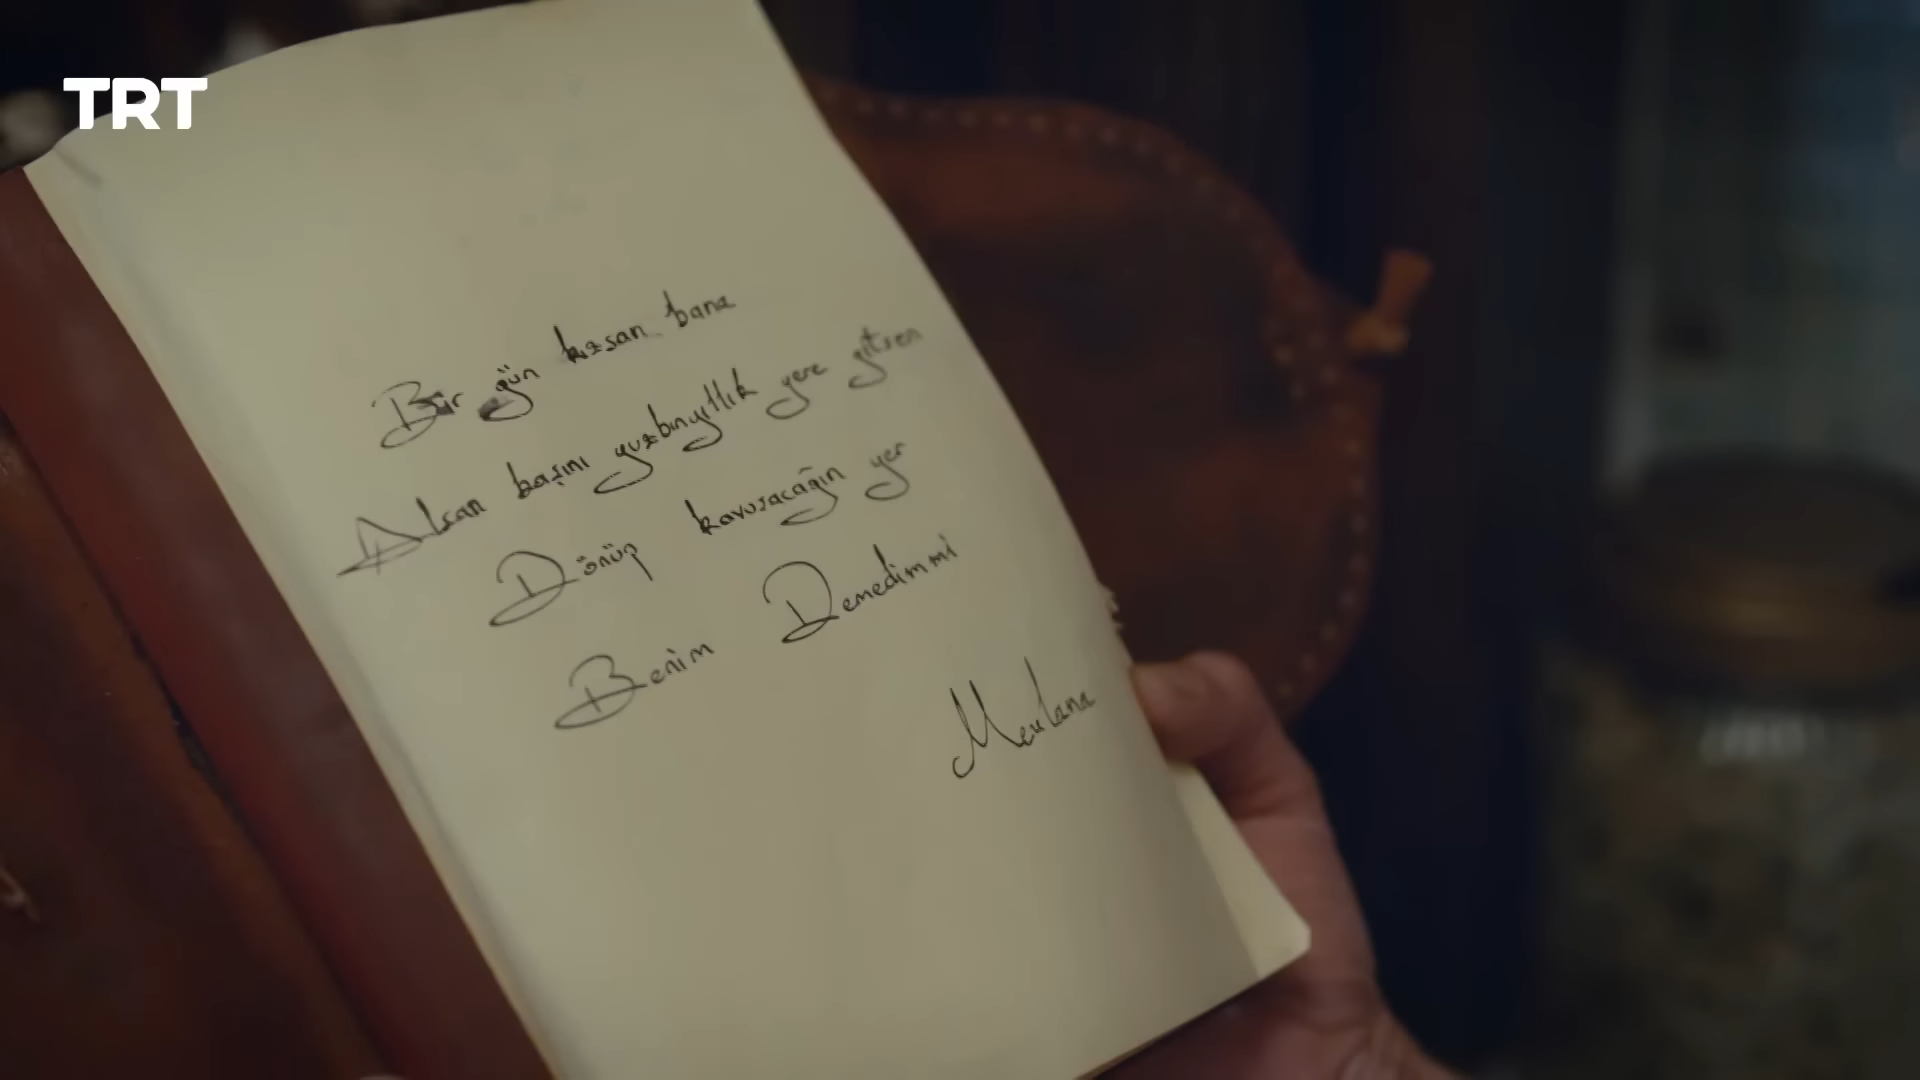 TRT
Bir gün kızsan bana
Alsan başını yüzbinyıllık yere gitsen
Dönüp kavuşacağın yer
Benim Demedimmi
Mevlana